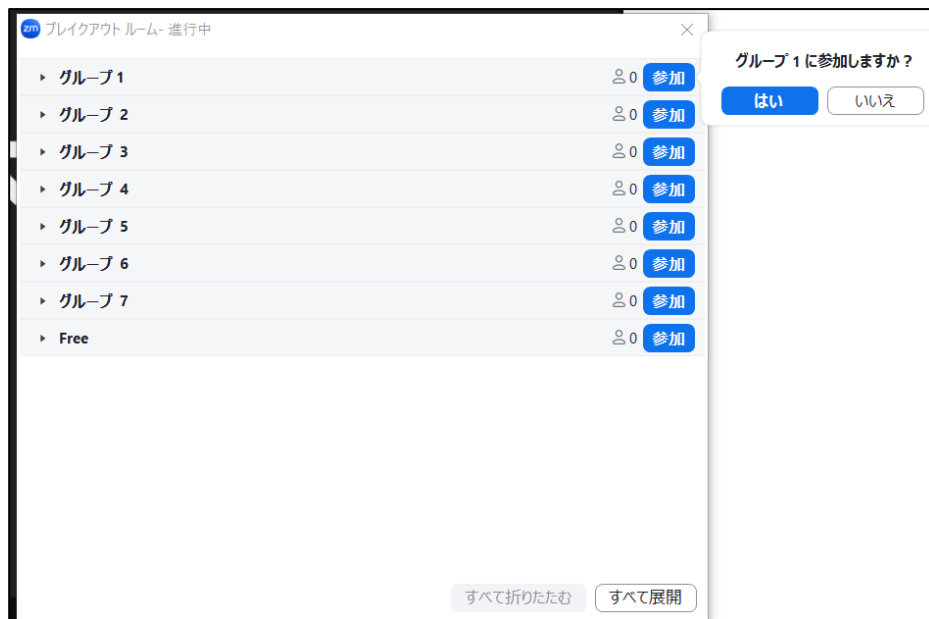 zm ブレイクアウト ルーム- 進行中
グループ 1 に参加しますか？
はい いいえ
グループ 1 0 参加
グループ 2 0 参加
グループ 3 0 参加
グループ 4 0 参加
グループ 5 0 参加
グループ 6 0 参加
グループ 7 0 参加
Free 0 参加
すべて折りたたむ すべて展開